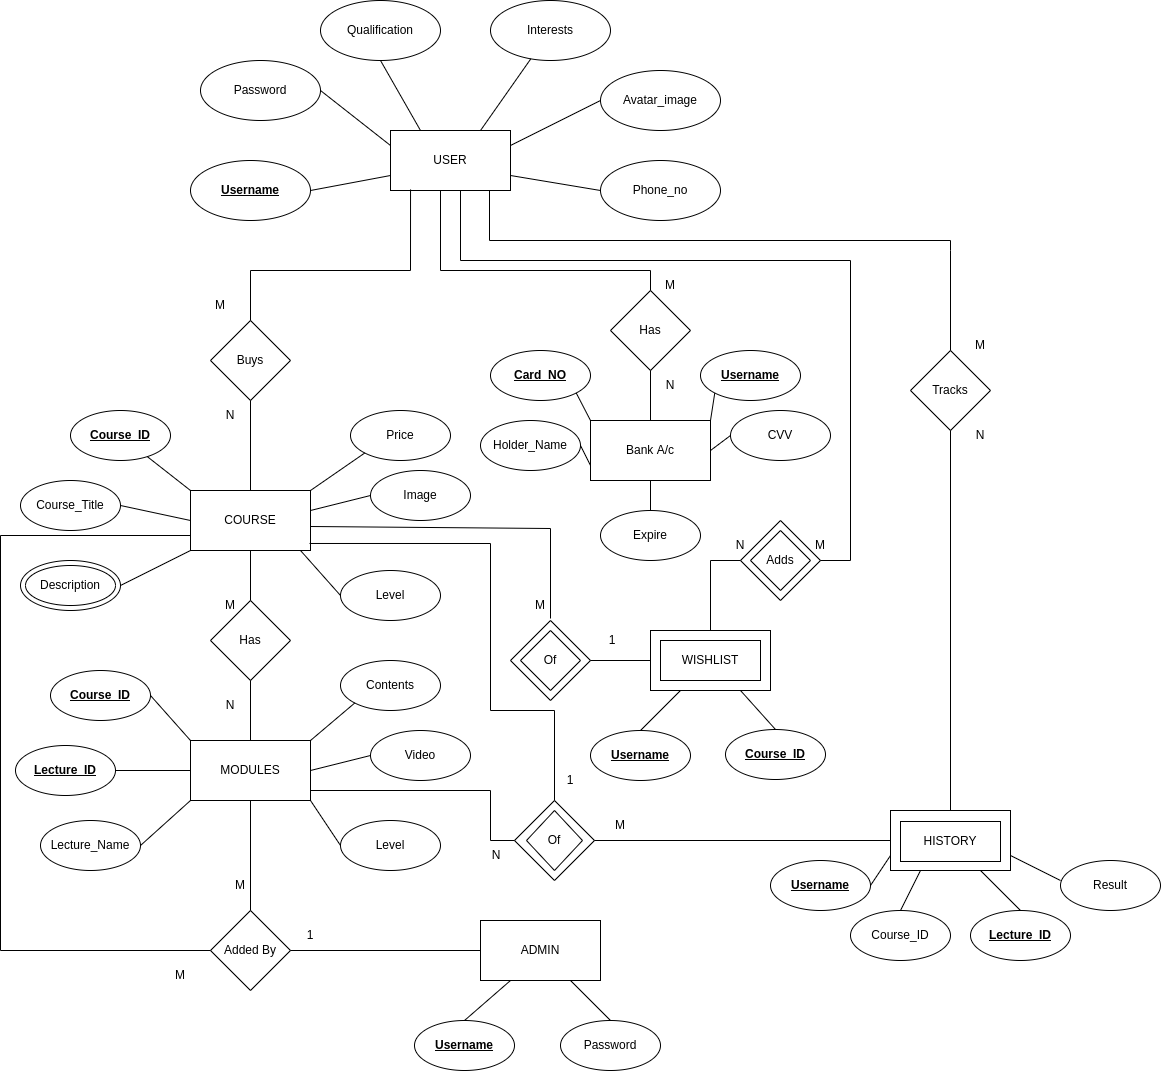 Qualification
Interests
Password
Avatar_image
USER
Username
Phone_no
M
M
Has
M
Buys
Tracks
Card_NO
Username
N
N
N
Course_ID
Price
Holder_Name
Bank A/c
CVV
Image
Course_Title
COURSE
Expire
N
M
Adds
Description
Level
M
M
Has
1
Of
WISHLIST
Contents
Course_ID
N
Username
Course_ID
Video
Lecture_ID
MODULES
1
M
Lecture_Name
Level
Of
HISTORY
N
M
Username
Result
Course_ID
Lecture_ID
1
Added By
ADMIN
M
Username
Password